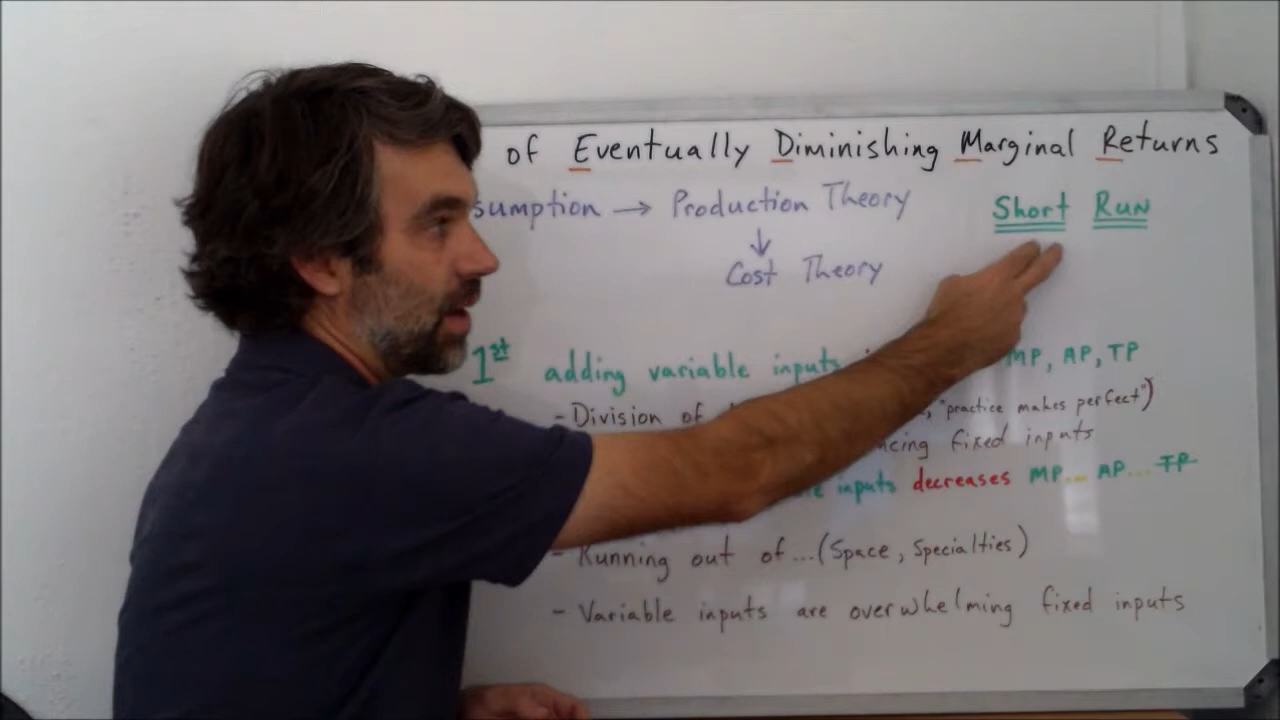 of Eventually Diminishing Marginal Returns
sumption → Production Theory Short Run
↓
Cost Theory
1st adding variable inputs MP, AP, TP
- Division of "practice makes perfect")
fixed inputs
inputs decreases MP... AP... TP
- Running out of...(Space, Specialties)
- Variable inputs are overwhelming fixed inputs